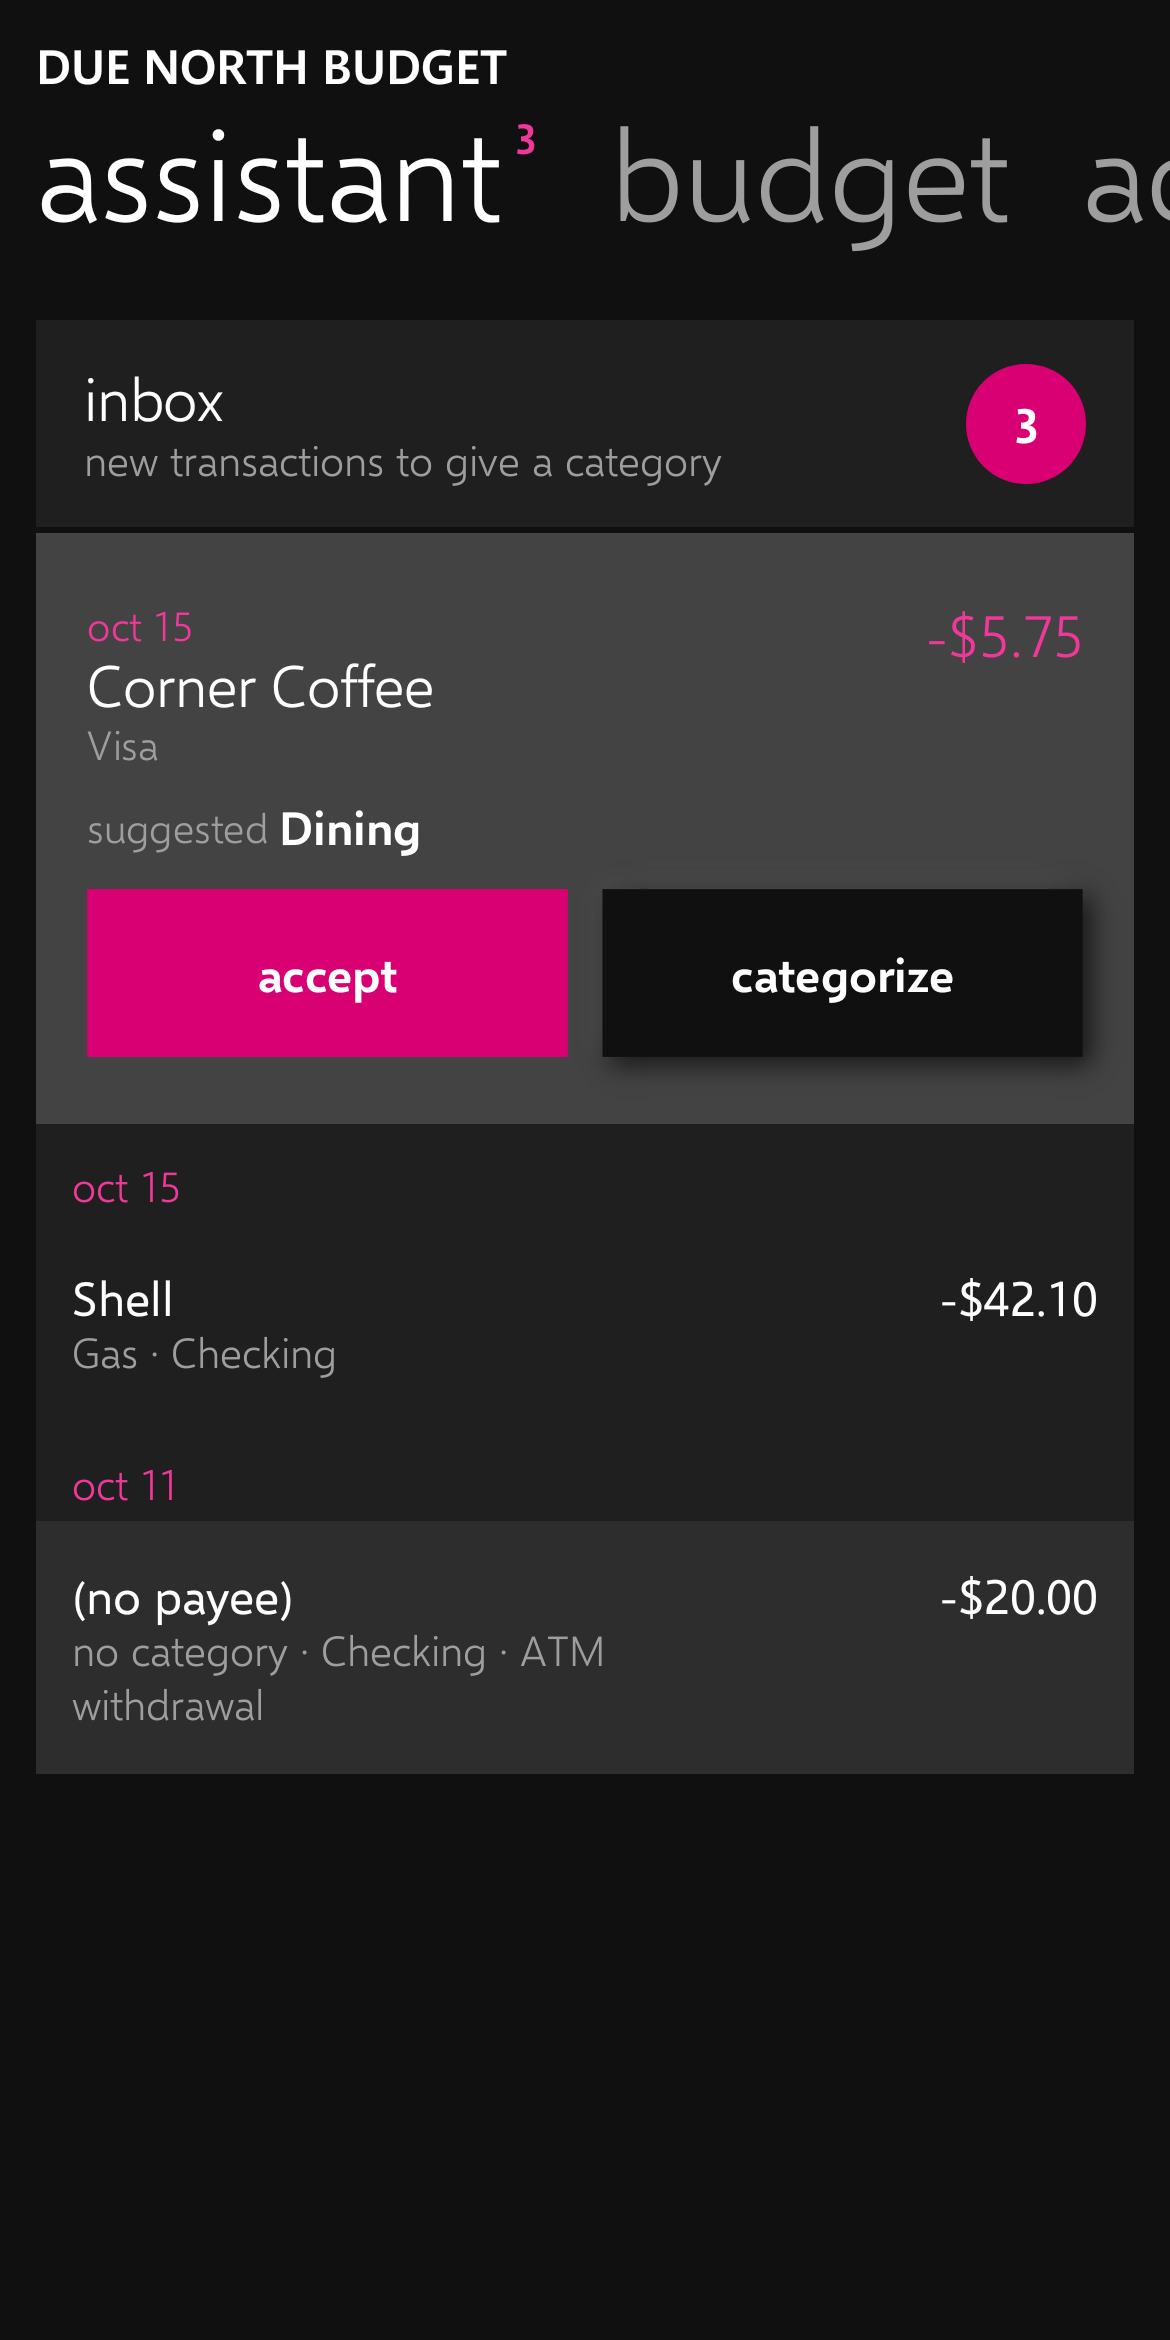 DUE NORTH BUDGET
assistant 3 budget
inbox
new transactions to give a category
3
oct 15
-$5.75
Corner Coffee
Visa
suggested Dining
accept
categorize
oct 15
Shell
-$42.10
Gas · Checking
oct 11
(no payee)
-$20.00
no category · Checking · ATM
withdrawal